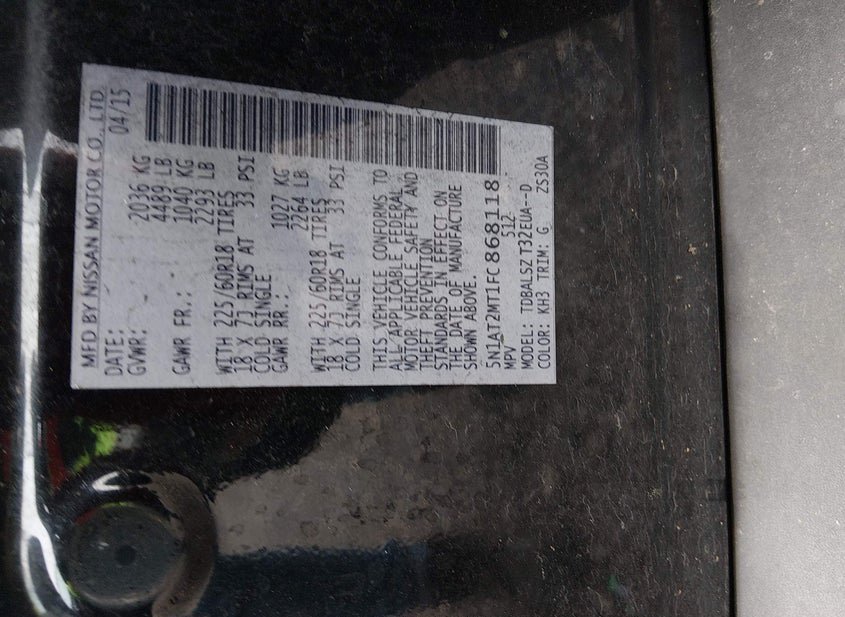 MFD BY NISSAN MOTOR CO., LTD.
DATE: 04/15
GVWR: 2036 KG
4489 LB
GAWR FR.: 1040 KG
2293 LB
WITH 225/60R18 TIRES
18 X 7J RIMS AT 33 PSI
COLD SINGLE
GAWR RR.: 1027 KG
2264 LB
WITH 225/60R18 TIRES
18 X 7J RIMS AT 33 PSI
COLD SINGLE
THIS VEHICLE CONFORMS TO
ALL APPLICABLE FEDERAL
MOTOR VEHICLE SAFETY AND
THEFT PREVENTION
STANDARDS IN EFFECT ON
THE DATE OF MANUFACTURE
SHOWN ABOVE.
5N1AT2MT1FC868118
MPV 512
MODEL: TDBALSZ T32EUA--D
COLOR: KH3 TRIM: G ZS30A